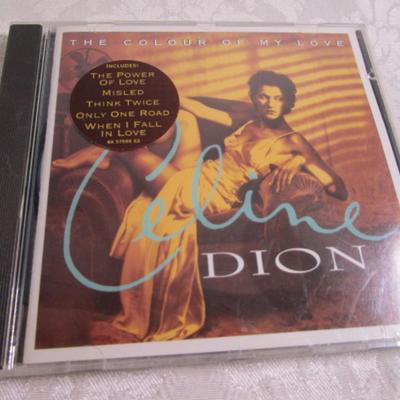 THE COLOUR OF MY LOVE
INCLUDES:
THE POWER
OF LOVE
MISLED
THINK TWICE
ONLY ONE ROAD
WHEN I FALL
IN LOVE
Céline
DION